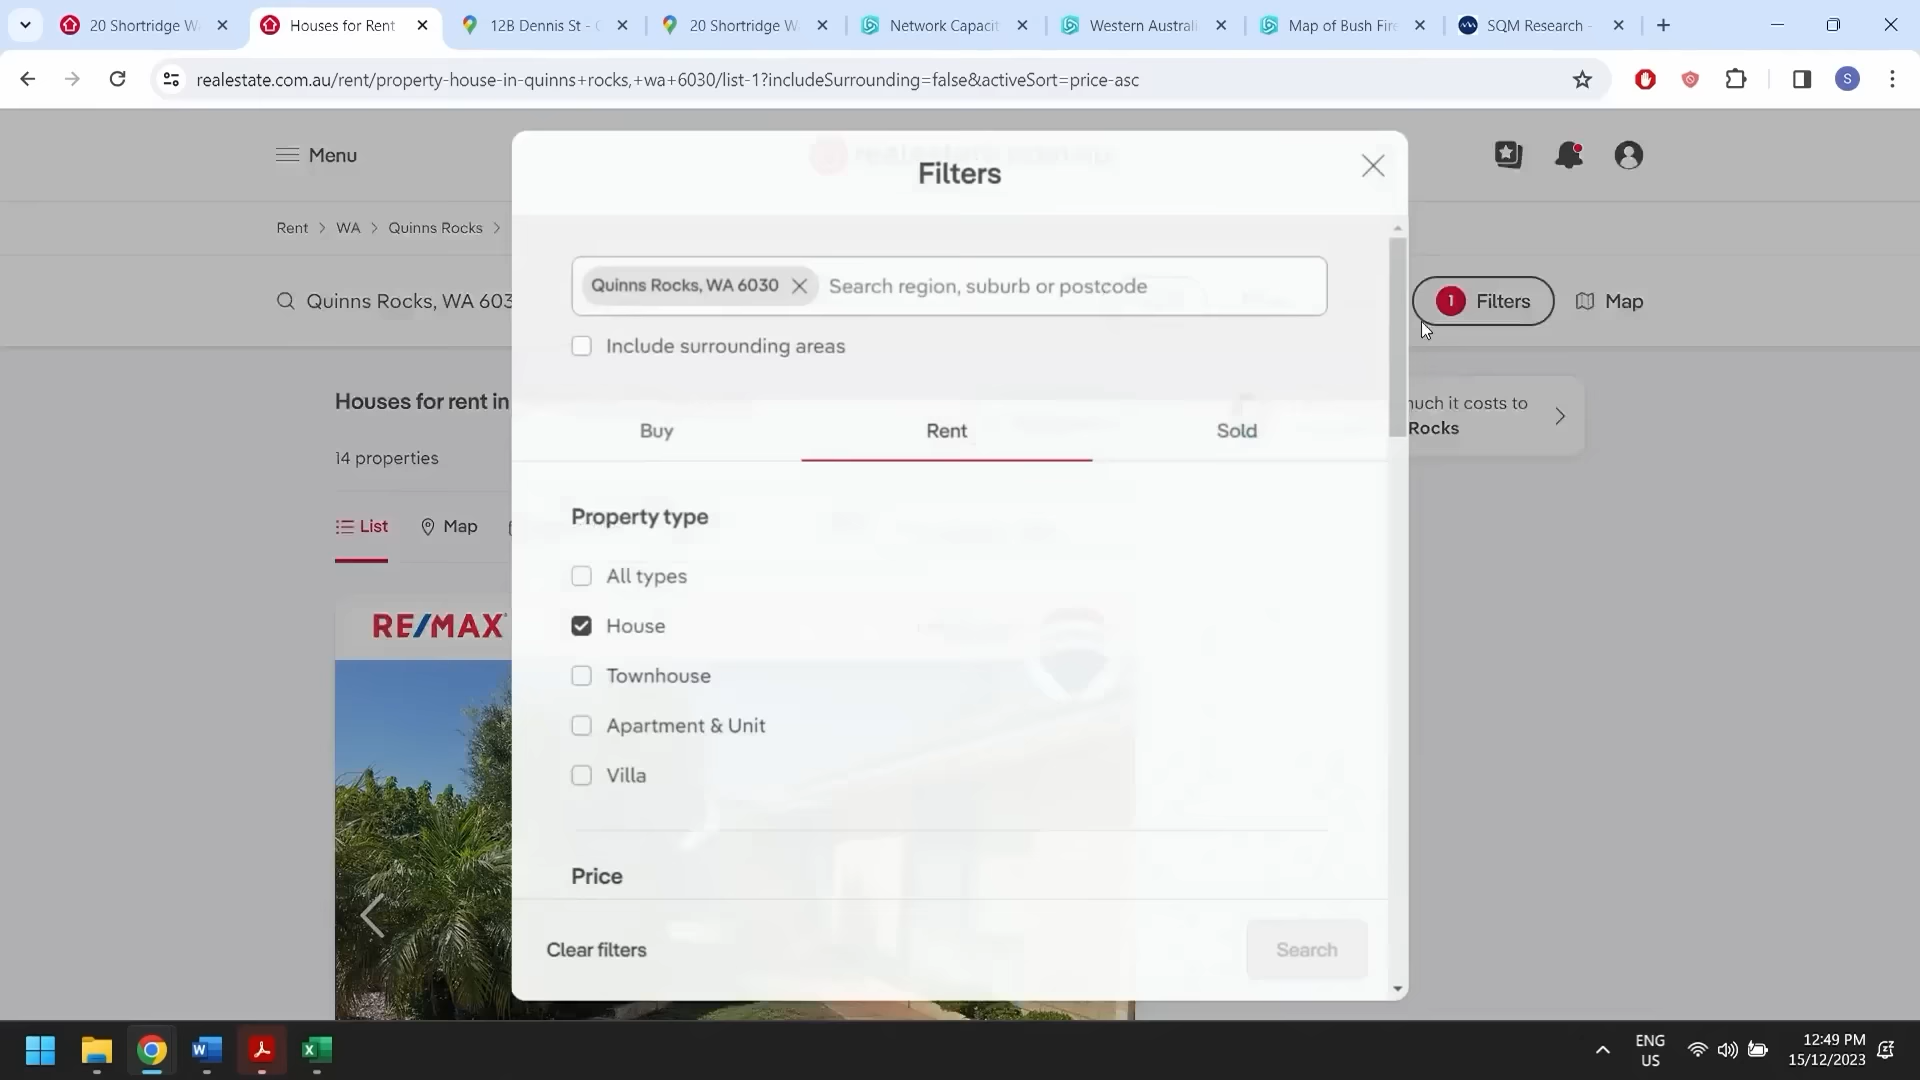 20 Shortridge W
Houses for Rent
12B Dennis St -
20 Shortridge W
Network Capacit
Western Australi
Map of Bush Fire
SQM Research -
realestate.com.au/rent/property-house-in-quinns+rocks,+wa+6030/list-1?includeSurrounding=false&activeSort=price-asc
S
Menu
Filters
Rent > WA > Quinns Rocks >
Quinns Rocks, WA 6030
Search region, suburb or postcode
Quinns Rocks, WA 603
1
Filters
Map
Include surrounding areas
Houses for rent in
much it costs to
Rocks
Buy
Rent
Sold
14 properties
List
Map
Property type
All types
RE/MAX
House
Townhouse
Apartment & Unit
Villa
Price
Clear filters
Search
ENG
US
12:49 PM
15/12/2023